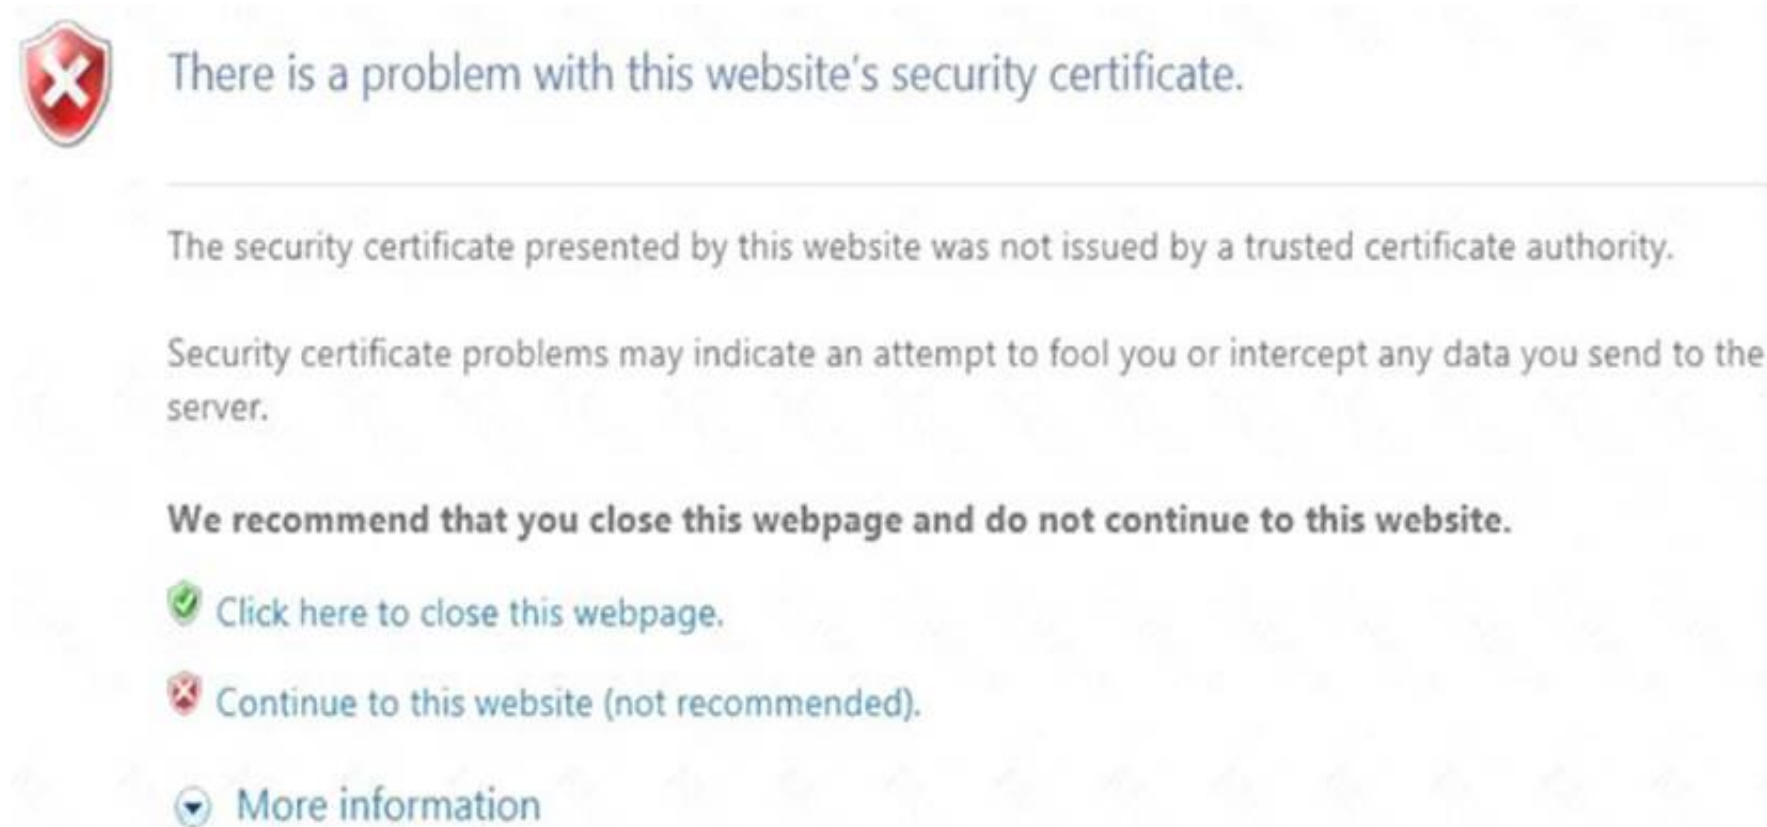 There is a problem with this website's security certificate.
The security certificate presented by this website was not issued by a trusted certificate authority.
Security certificate problems may indicate an attempt to fool you or intercept any data you send to the
server.
We recommend that you close this webpage and do not continue to this website.
Click here to close this webpage.
Continue to this website (not recommended).
More information